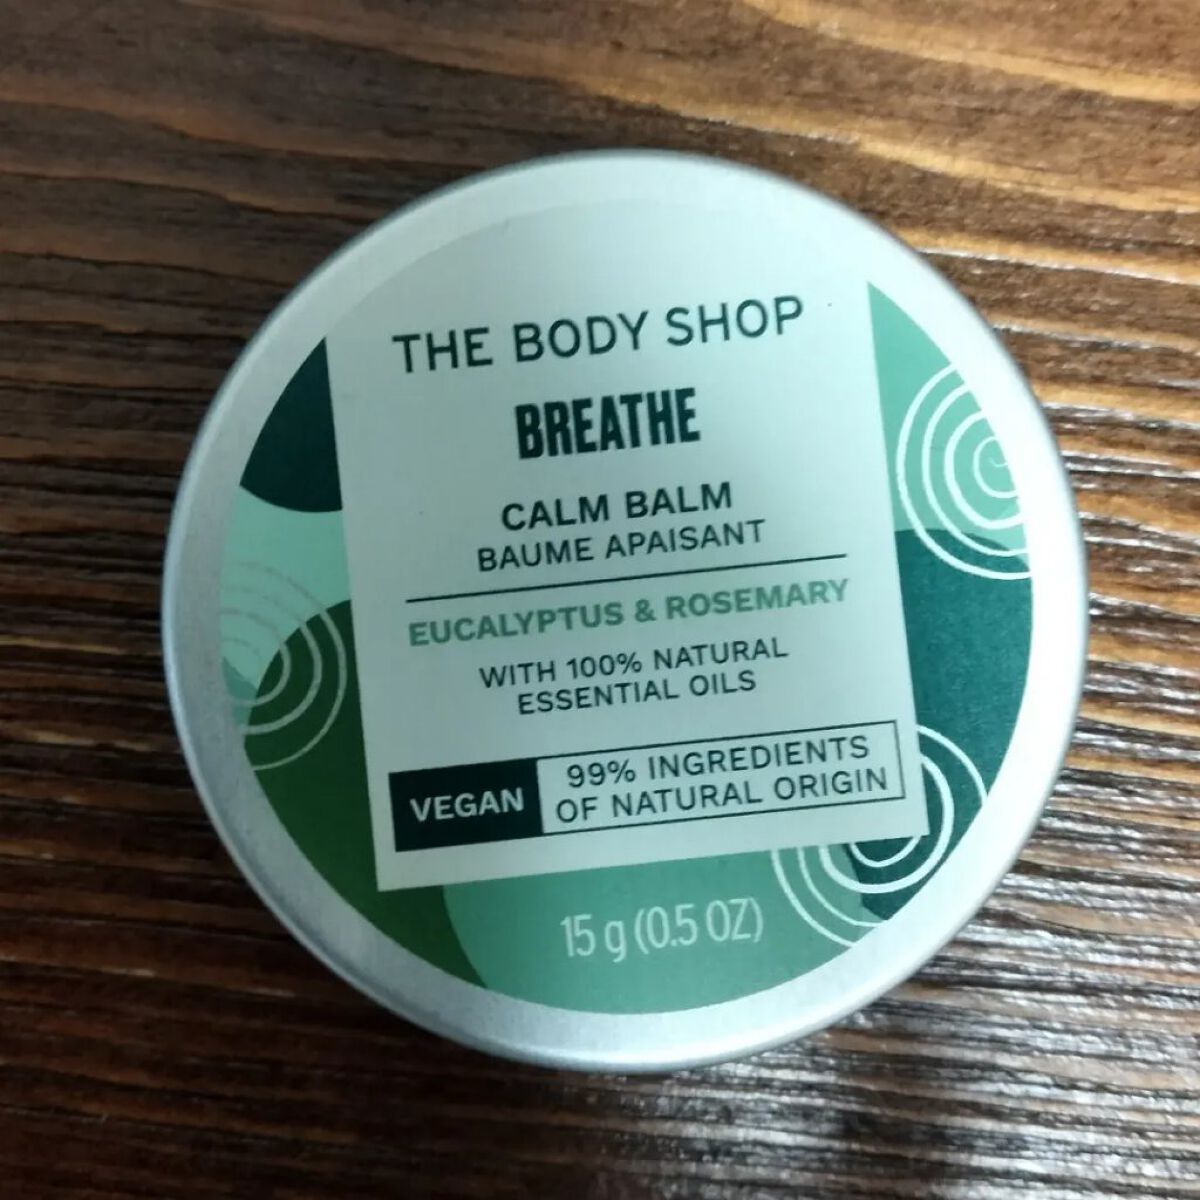 THE BODY SHOP
BREATHE
CALM BALM
BAUME APAISANT
EUCALYPTUS & ROSEMARY
WITH 100% NATURAL
ESSENTIAL OILS
VEGAN
99% INGREDIENTS
OF NATURAL ORIGIN
15 g (0.5 OZ)